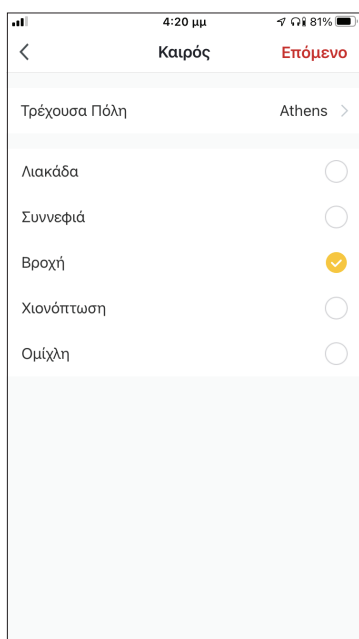 4:20 μμ 81%
Καιρός Επόμενο
Τρέχουσα Πόλη Athens
Λιακάδα
Συννεφιά
Βροχή
Χιονόπτωση
Ομίχλη